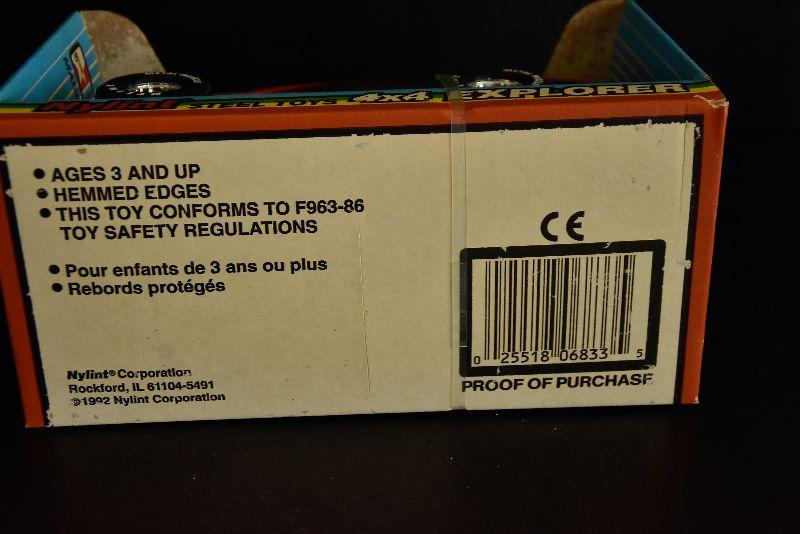 Nylint STEEL TOYS 4x4 EXPLORER
• AGES 3 AND UP
• HEMMED EDGES
• THIS TOY CONFORMS TO F963-86
TOY SAFETY REGULATIONS
• Pour enfants de 3 ans ou plus
• Rebords protégés
Nylint® Corporation
Rockford, IL 61104-5491
©1992 Nylint Corporation
CE
0 25518 06833 5
PROOF OF PURCHASE